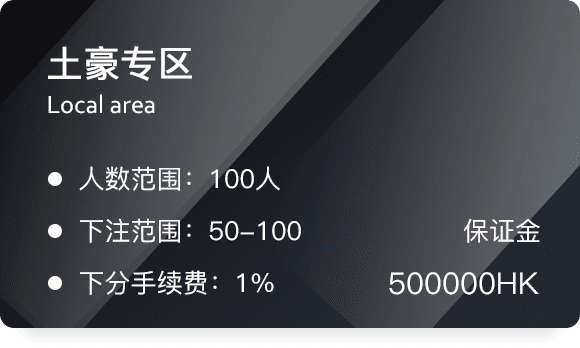 土豪专区
Local area
人数范围：100人
下注范围：50-100
保证金
下分手续费：1%
500000HK